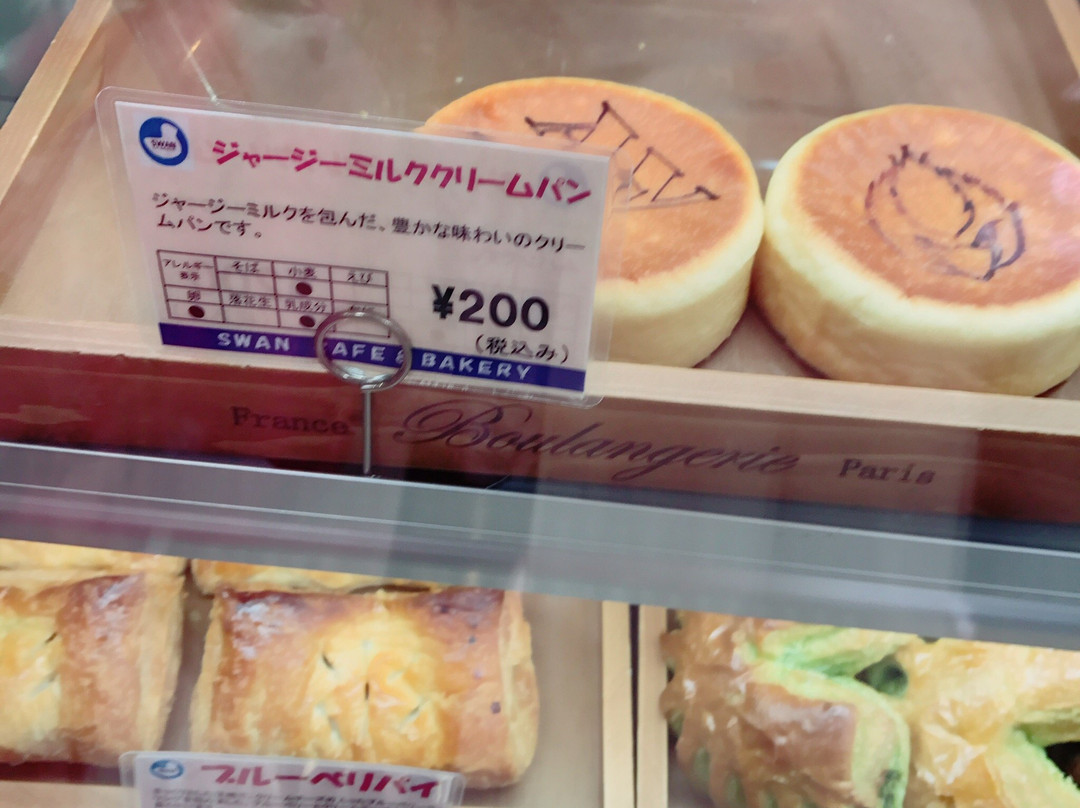 SWAN
ジャージーミルククリームパン
ジャージーミルクを包んだ、豊かな味わいのクリー
ムパンです。
アレルギー
表示
そば
小麦
えび
卵
落花生
乳成分
¥200
(税込み)
SWAN CAFE & BAKERY
France Boulangerie Paris
ブルーベリパイ